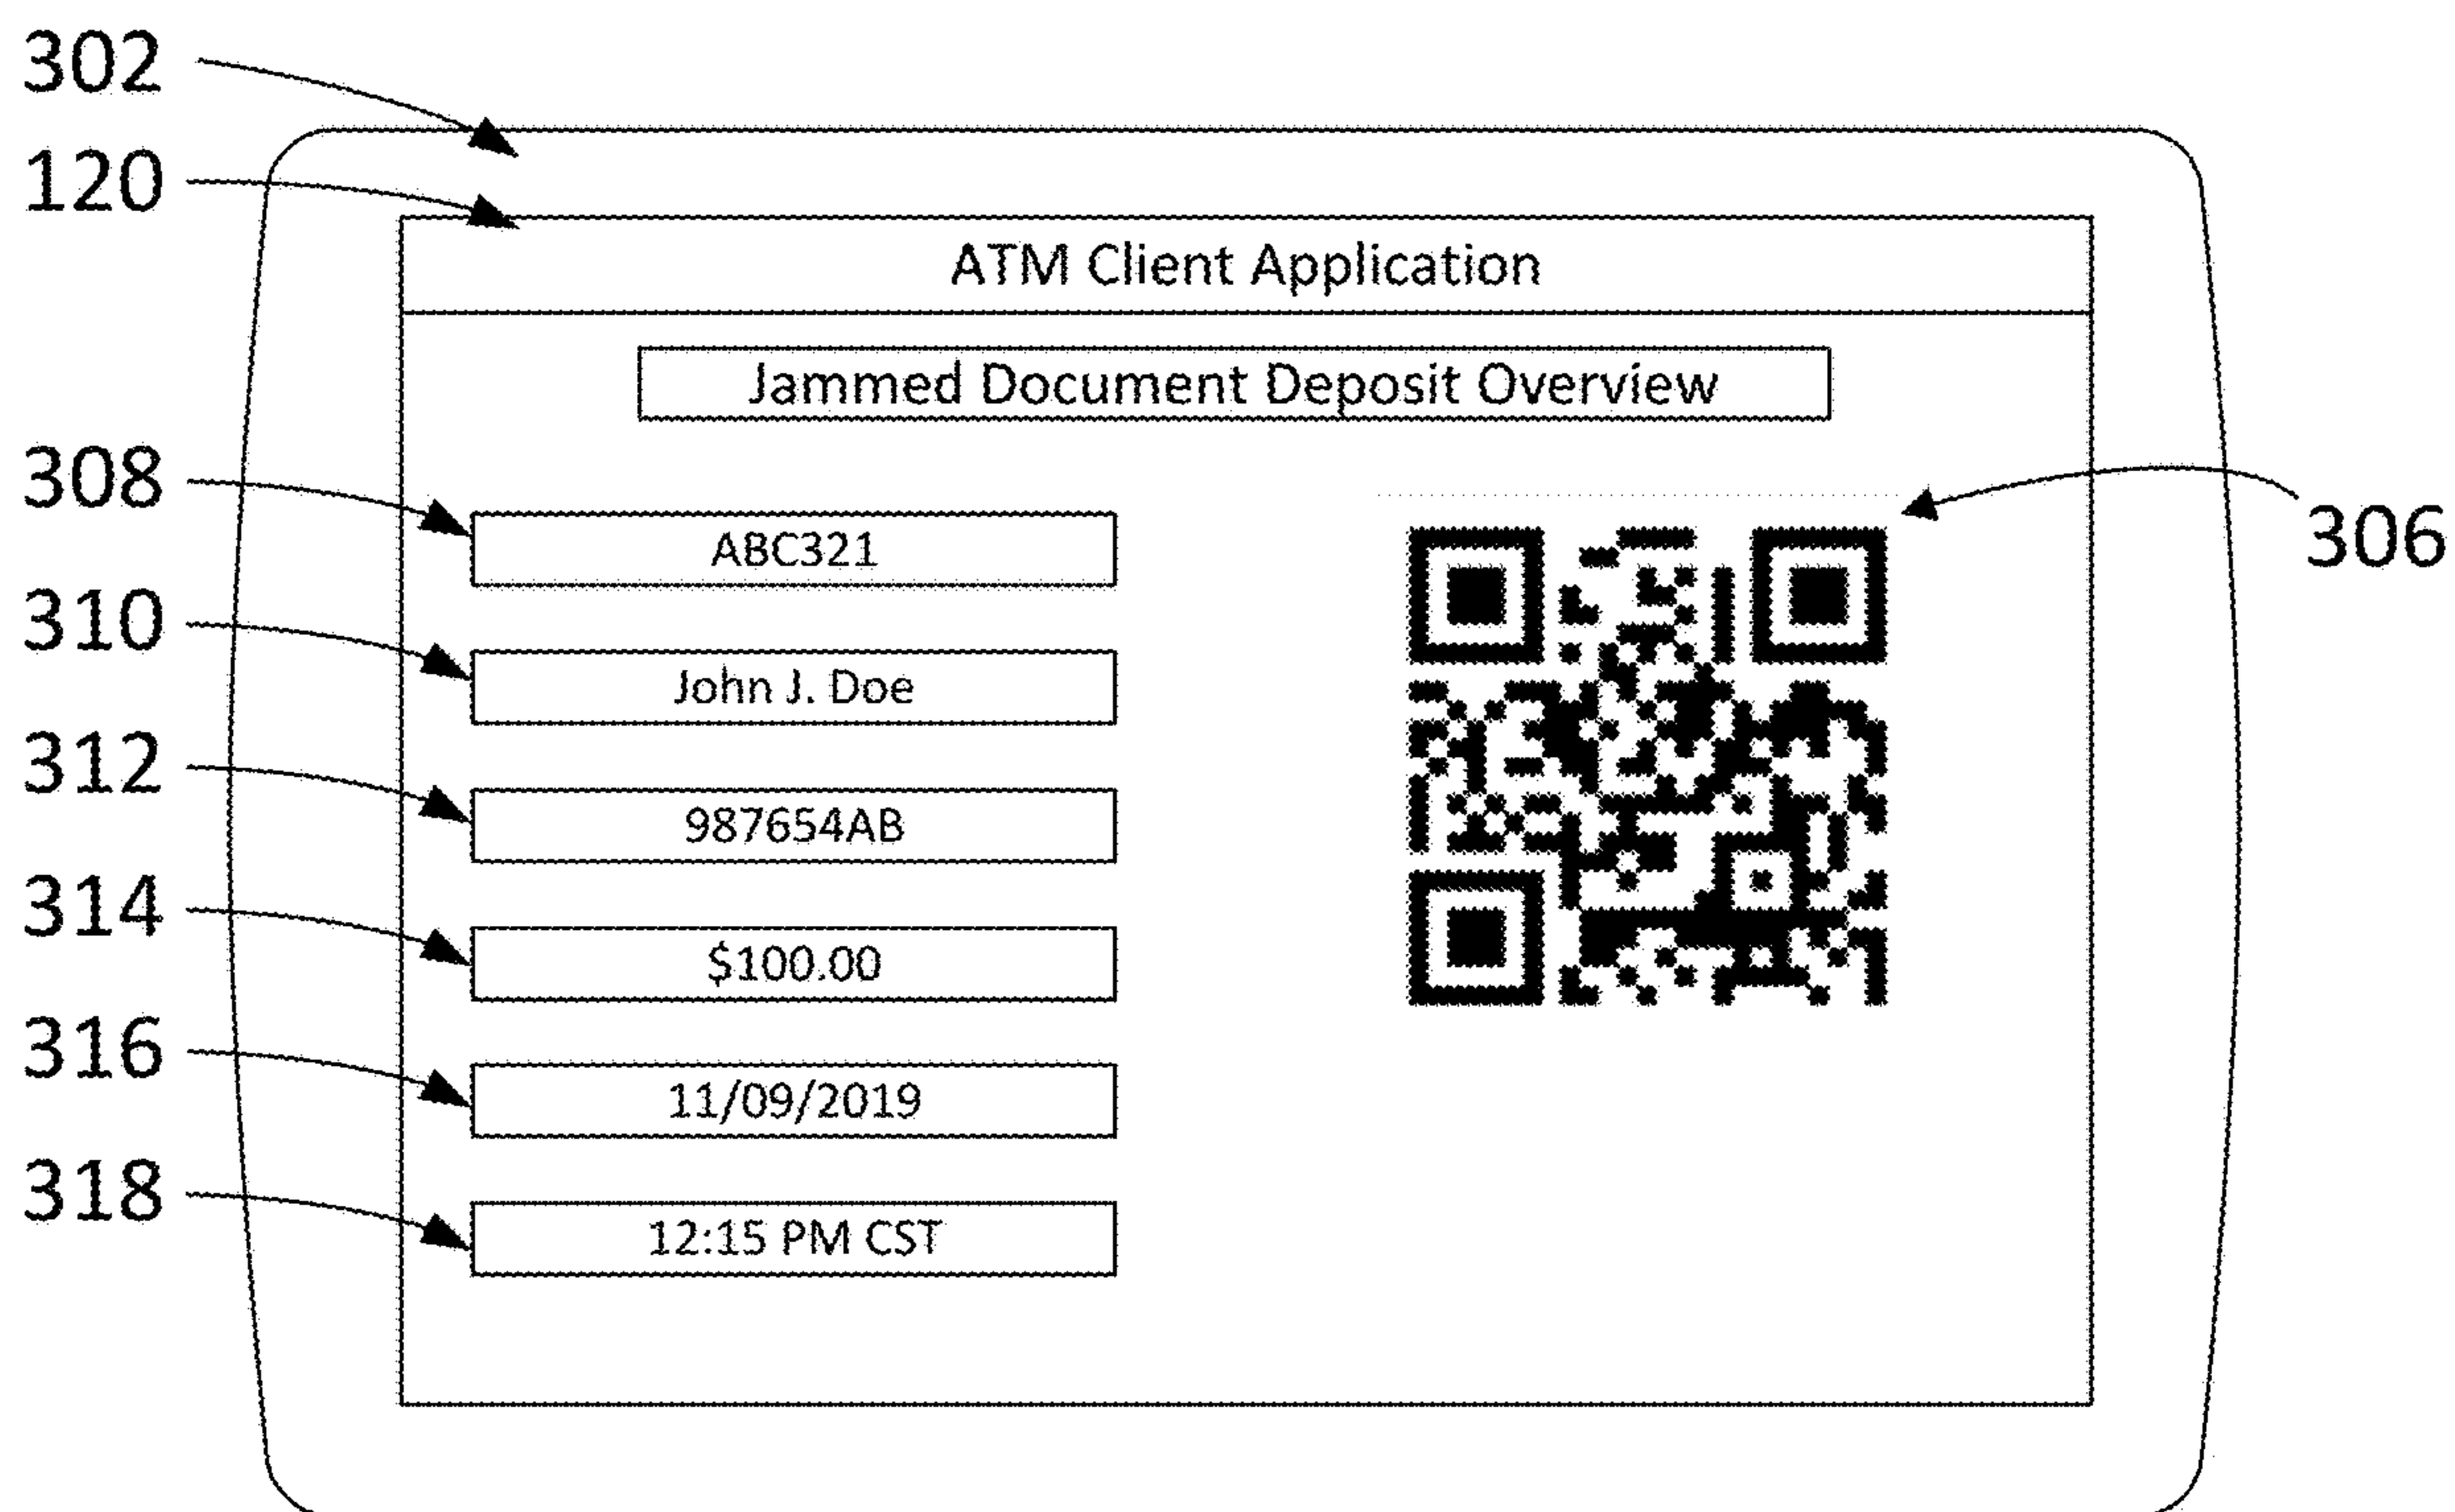 302
120
ATM Client Application
Jammed Document Deposit Overview
308
ABC321
306
310
John J. Doe
312
987654AB
314
$100.00
316
11/09/2019
318
12:15 PM CST